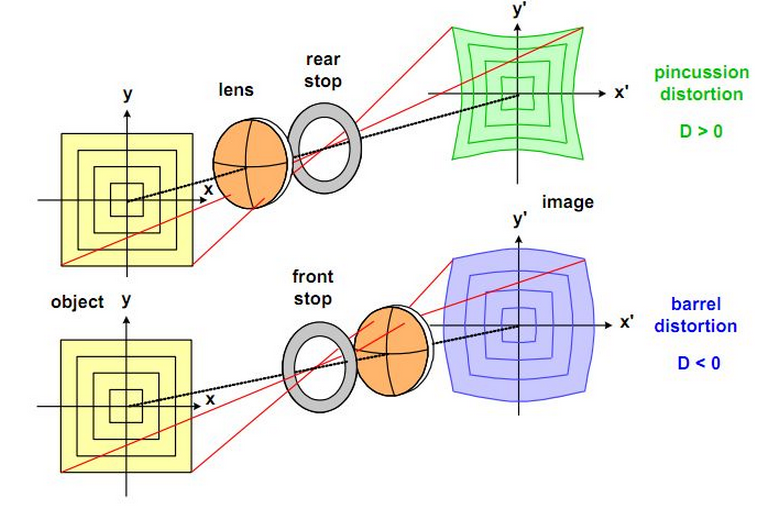 y'
rear
stop
lens
pincussion
distortion
D > 0
x'
y
x
image
y'
front
stop
object
y
barrel
distortion
D < 0
x'
x